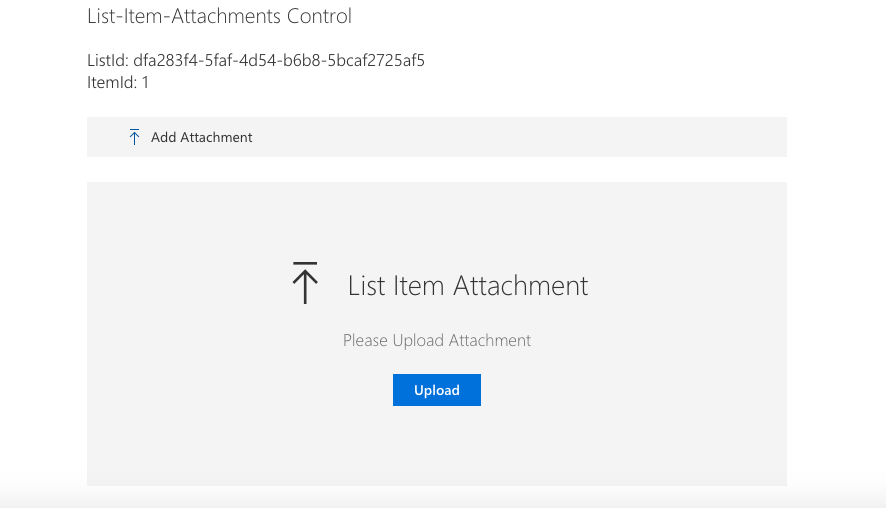 List-Item-Attachments Control
ListId: dfa283f4-5faf-4d54-b6b8-5bcaf2725af5
ItemId: 1
Add Attachment
List Item Attachment
Please Upload Attachment
Upload